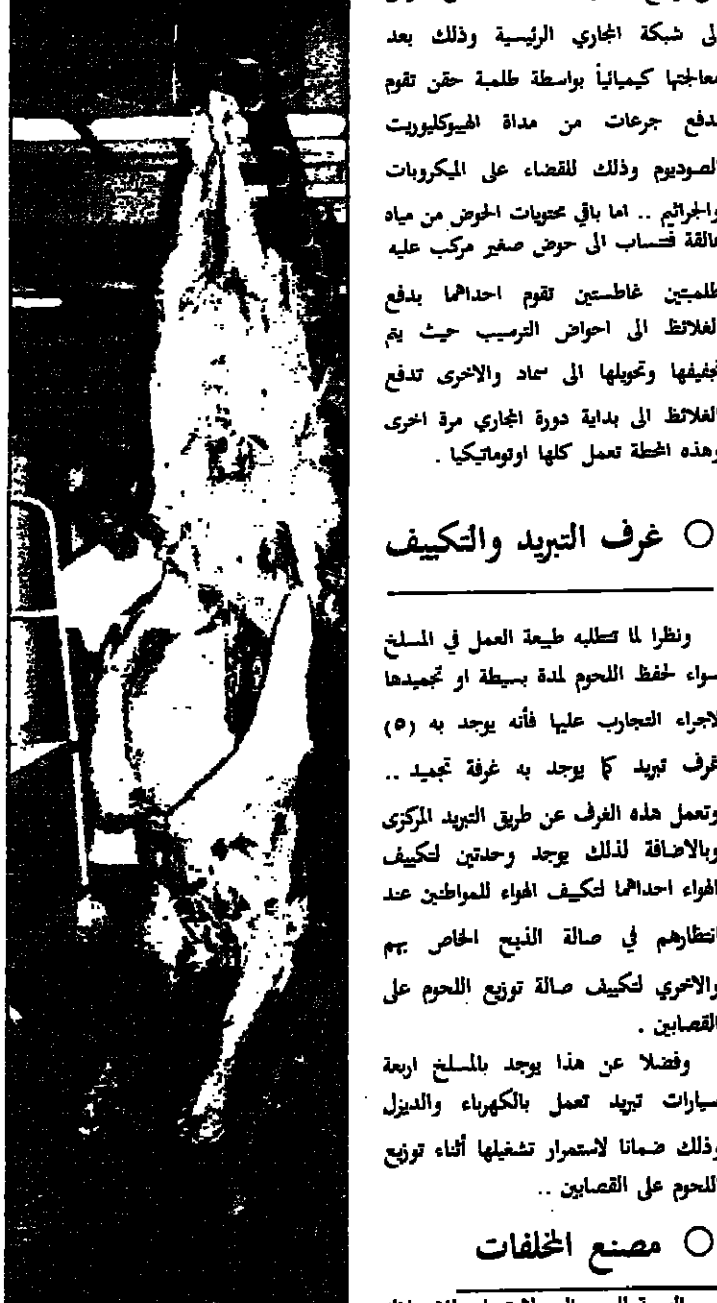 شبكة المجاري الرئيسية وذلك بعد
معالجتها كيميائياً بواسطة طلمبة حقن تقوم
بدفع جرعات من مداة الهيبوكليوريت
الصوديوم وذلك للقضاء على الميكروبات
والجراثيم .. اما باقي محتويات الحوض من مياه
عالقة فتنساب الى حوض صغير مركب عليه
طلمبتين غاطستين تقوم احداهما بدفع
الغلائظ الى احواض الترسيب حيث يتم
تجفيفها وتحويلها الى سماد والاخرى تدفع
الغلائظ الى بداية دورة المجاري مرة اخرى
وهذه المحطة تعمل كلها اوتوماتيكيا .
○ غرف التبريد والتكييف
ونظرا لما تتطلبه طبيعة العمل في المسلخ
سواء لحفظ اللحوم لمدة بسيطة او تجميدها
لاجراء التجارب عليها فأنه يوجد به (٥)
غرف تبريد كما يوجد به غرفة تجميد ..
وتعمل هذه الغرف عن طريق التبريد المركزى
وبالاضافة لذلك يوجد وحدتين لتكييف
الهواء احداهما لتكيف الهواء للمواطنين عند
انتظارهم في صالة الذبح الخاص بهم
والاخري لتكييف صالة توزيع اللحوم على
القصابين .
وفضلا عن هذا يوجد بالمسلخ اربعة
سيارات تبريد تعمل بالكهرباء والديزل
وذلك ضمانا لاستمرار تشغيلها أثناء توزيع
اللحوم على القصابين ..
○ مصنع المخلفات